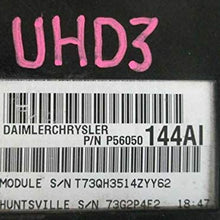 UHD3
DAIMLERCHRYSLER
P/N P56050 144AI
MODULE S/N T73QH3514ZYY62
HUNTSVILLE S/N 73G2P4F2 18:47